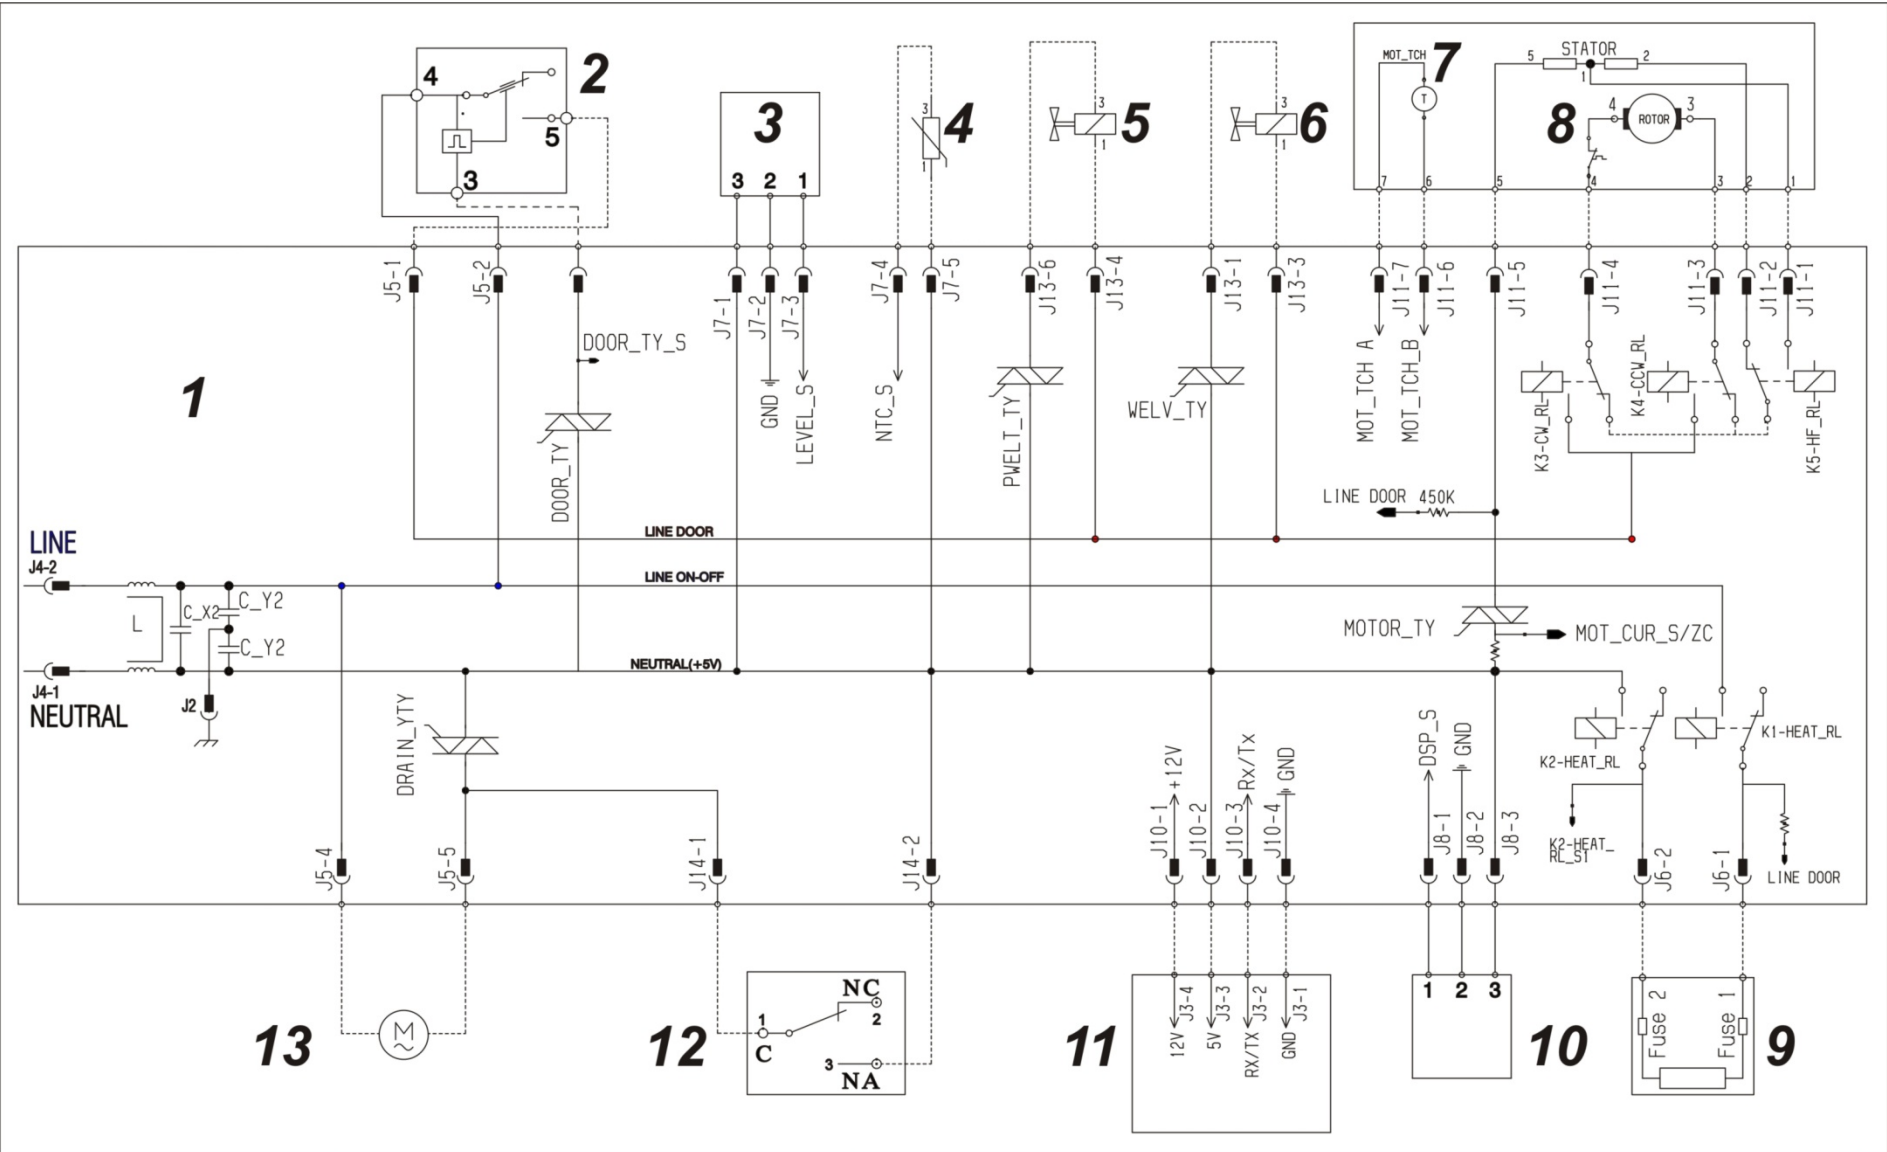 2
4
5
3
3
3 2 1
3
4
1
3
5
1
3
6
1
MOT_TCH
7
T
5
STATOR
2
1
8
4
ROTOR
3
7
6
5
4
3
2
1
J5-1
J5-2
J7-1
J7-2
J7-3
J7-4
J7-5
J13-6
J13-4
J13-1
J13-3
J11-7
J11-6
J11-5
J11-4
J11-3
J11-2
J11-1
1
DOOR_TY_S
DOOR_TY
GND
LEVEL_S
NTC_S
PWELT_TY
WELV_TY
MOT_TCH A
MOT_TCH_B
K3-CW_RL
K4-CCW_RL
K5-HF_RL
LINE DOOR 450K
LINE DOOR
LINE
J4-2
LINE ON-OFF
L
C_X2
C_Y2
C_Y2
MOTOR_TY
MOT_CUR_S/ZC
NEUTRAL(+5V)
J4-1
NEUTRAL
J2
DRAIN_YTY
+12V
Rx/Tx
GND
DSP_S
GND
K2-HEAT_RL
K1-HEAT_RL
J5-4
J5-5
J14-1
J14-2
J10-1
J10-2
J10-3
J10-4
J8-1
J8-2
J8-3
K2-HEAT_
RL_S1
J6-2
J6-1
LINE DOOR
13
M
12
1
C
NC
2
3
NA
11
J3-4
J3-3
J3-2
J3-1
12V
5V
RX/TX
GND
1 2 3
10
Fuse 2
Fuse 1
9